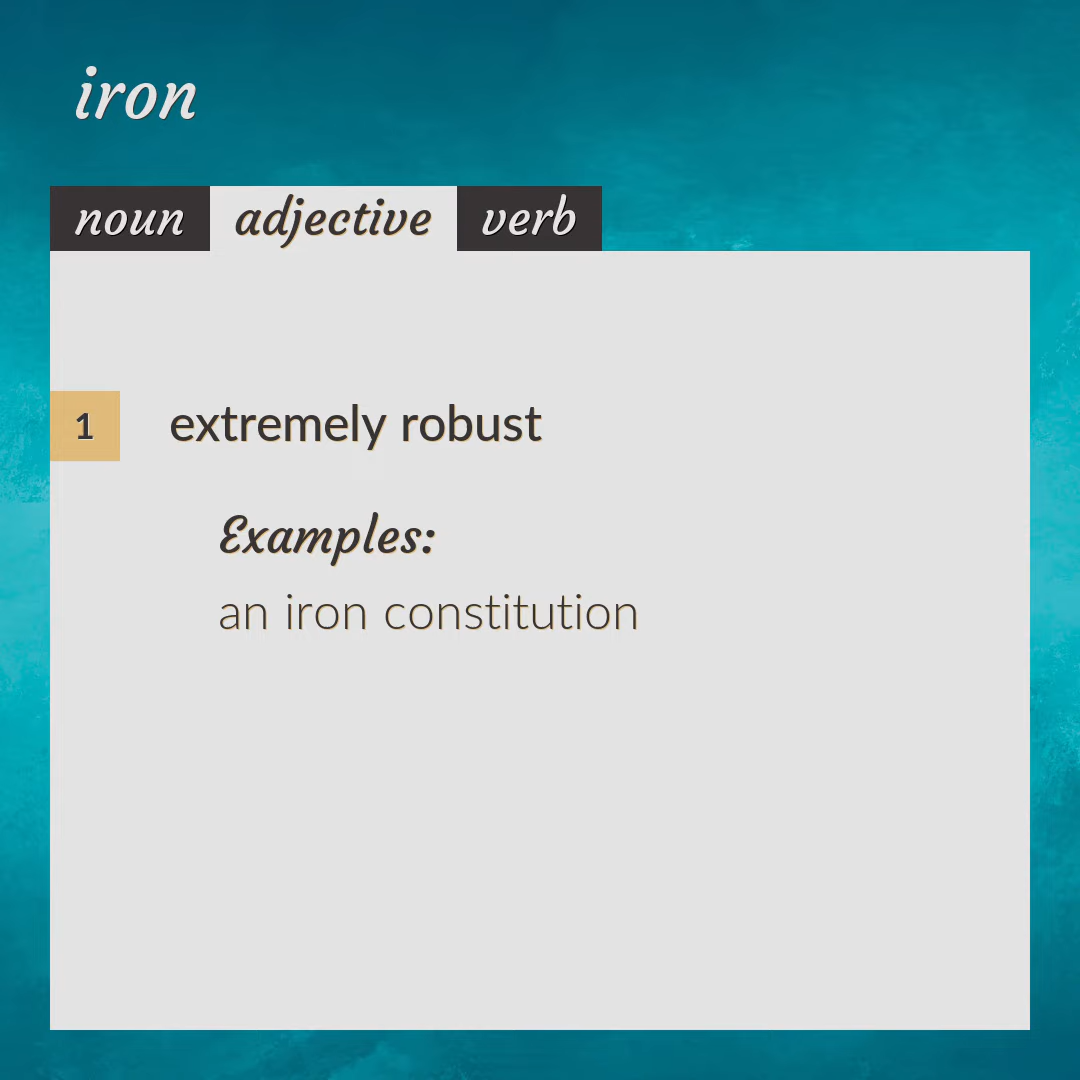 iron
noun adjective verb
1 extremely robust
Examples:
an iron constitution